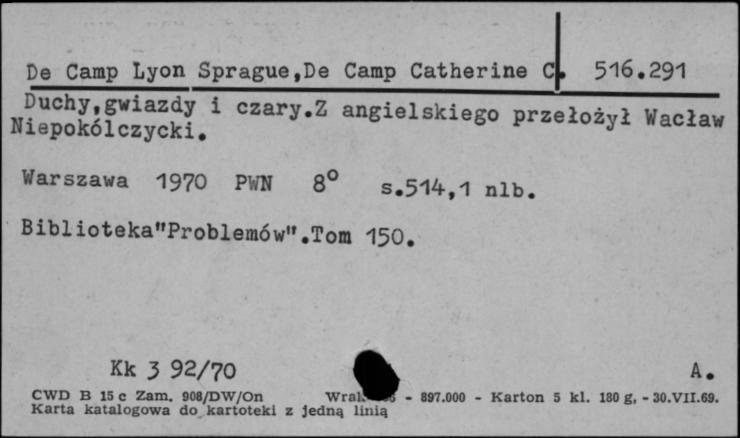 De Camp Lyon Sprague,De Camp Catherine C. 516.291
Duchy,gwiazdy i czary.Z angielskiego przełożył Wacław
Niepokólczycki.
Warszawa 1970 PWN 8° s.514,1 nlb.
Biblioteka"Problemów".Tom 150.
Kk 3 92/70 A.
CWD B 15 c Zam. 908/DW/On - 897.000 - Karton 5 kl. 180 g, - 30.VII.69.
Karta katalogowa do kartoteki z jedną linią